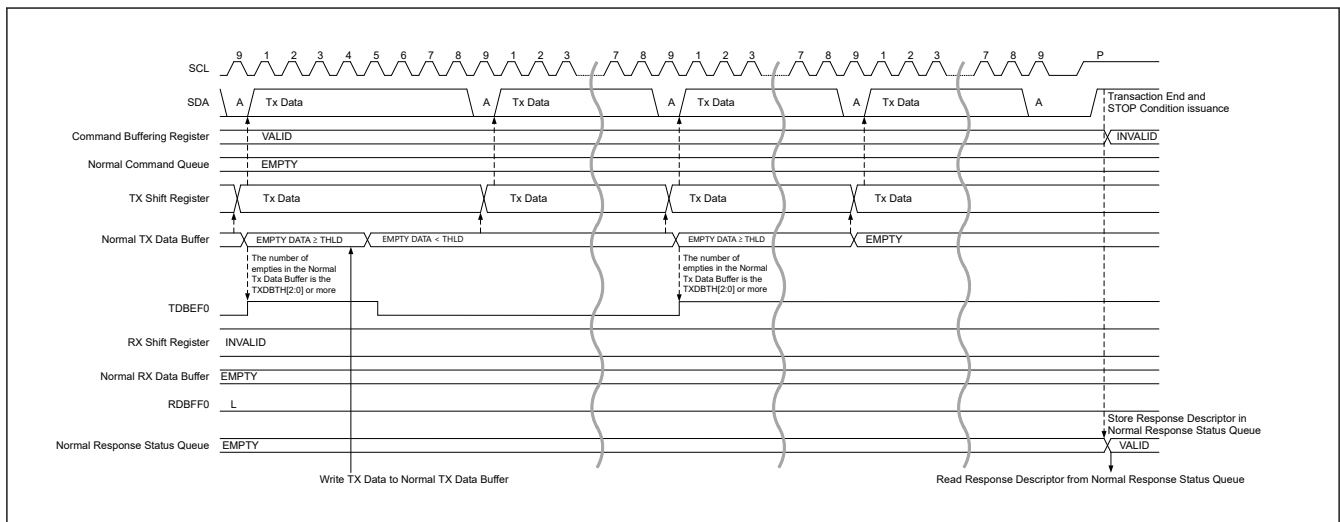 9 1 2 3 4 5 6 7 8 9 1 2 3 7 8 9 1 2 3 7 8 9 1 2 3 7 8 9 P
SCL
SDA A Tx Data A Tx Data A Tx Data A Tx Data A
Transaction End and
STOP Condition issuance
Command Buffering Register VALID INVALID
Normal Command Queue EMPTY
TX Shift Register Tx Data Tx Data Tx Data Tx Data
Normal TX Data Buffer EMPTY DATA ≥ THLD EMPTY DATA < THLD EMPTY DATA ≥ THLD EMPTY
The number of
empties in the Normal
Tx Data Buffer is the
TXDBTH[2:0] or more
The number of
empties in the Normal
Tx Data Buffer is the
TXDBTH[2:0] or more
TDBEF0
RX Shift Register INVALID
Normal RX Data Buffer EMPTY
RDBFF0 L
Store Response Descriptor in
Normal Response Status Queue
Normal Response Status Queue EMPTY VALID
Write TX Data to Normal TX Data Buffer
Read Response Descriptor from Normal Response Status Queue